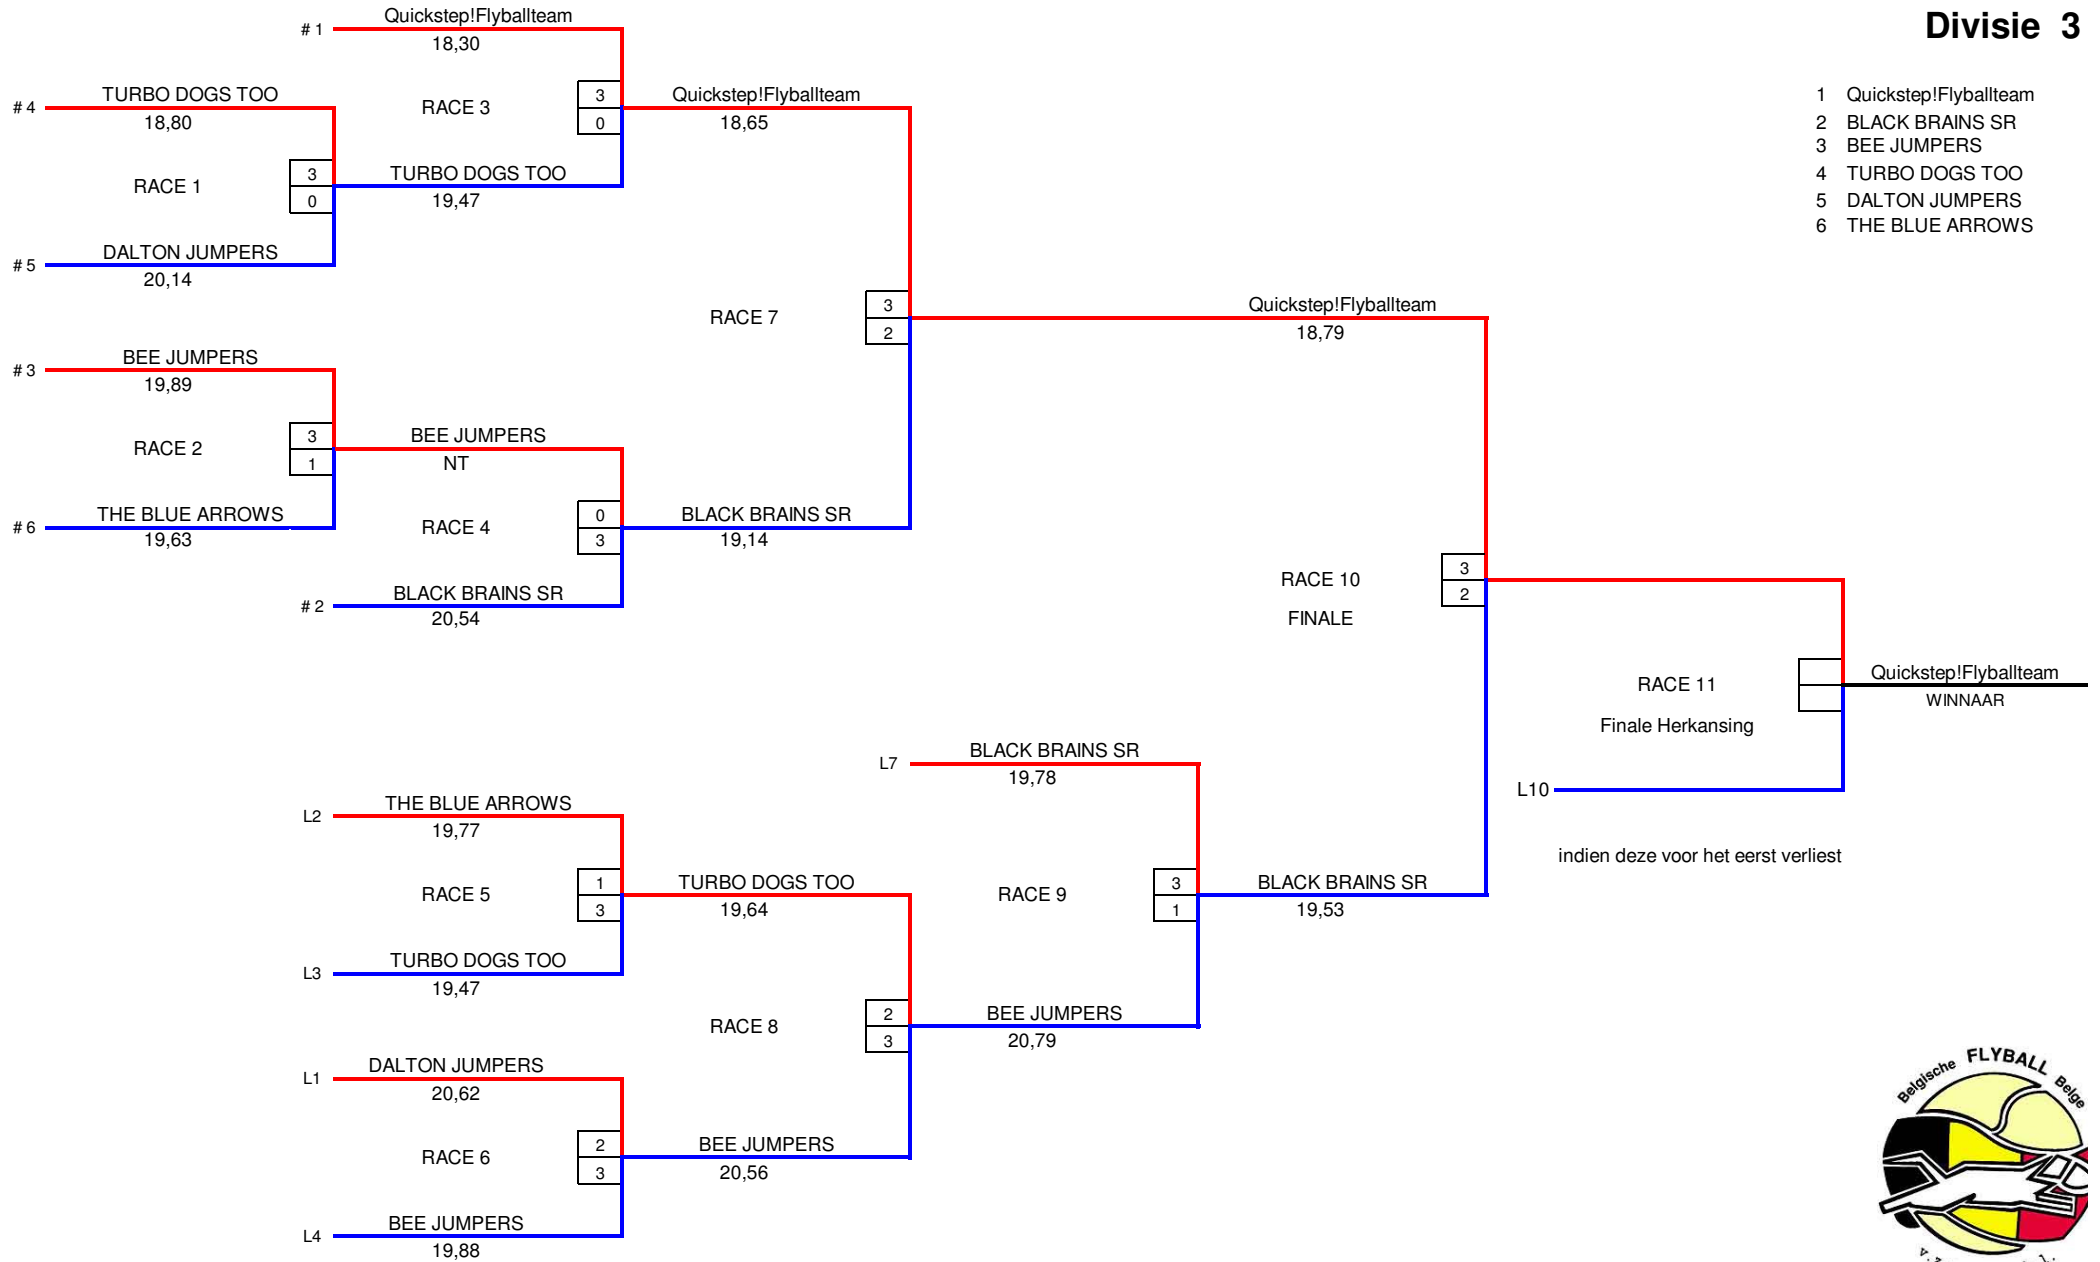 Divisie 3
1 Quickstep!Flyballteam
2 BLACK BRAINS SR
3 BEE JUMPERS
4 TURBO DOGS TOO
5 DALTON JUMPERS
6 THE BLUE ARROWS
# 1 Quickstep!Flyballteam
18,30
# 4 TURBO DOGS TOO
18,80
RACE 3
3
0
Quickstep!Flyballteam
18,65
RACE 1
3
0
TURBO DOGS TOO
19,47
# 5 DALTON JUMPERS
20,14
RACE 7
3
2
Quickstep!Flyballteam
18,79
# 3 BEE JUMPERS
19,89
RACE 2
3
1
BEE JUMPERS
NT
# 6 THE BLUE ARROWS
19,63
RACE 4
0
3
BLACK BRAINS SR
19,14
# 2 BLACK BRAINS SR
20,54
RACE 10
FINALE
3
2
RACE 11
Finale Herkansing
Quickstep!Flyballteam
WINNAAR
L7 BLACK BRAINS SR
19,78
L10
indien deze voor het eerst verliest
L2 THE BLUE ARROWS
19,77
RACE 5
1
3
TURBO DOGS TOO
19,64
RACE 9
3
1
BLACK BRAINS SR
19,53
L3 TURBO DOGS TOO
19,47
RACE 8
2
3
BEE JUMPERS
20,79
L1 DALTON JUMPERS
20,62
RACE 6
2
3
BEE JUMPERS
20,56
L4 BEE JUMPERS
19,88
Belgische FLYBALL Belge